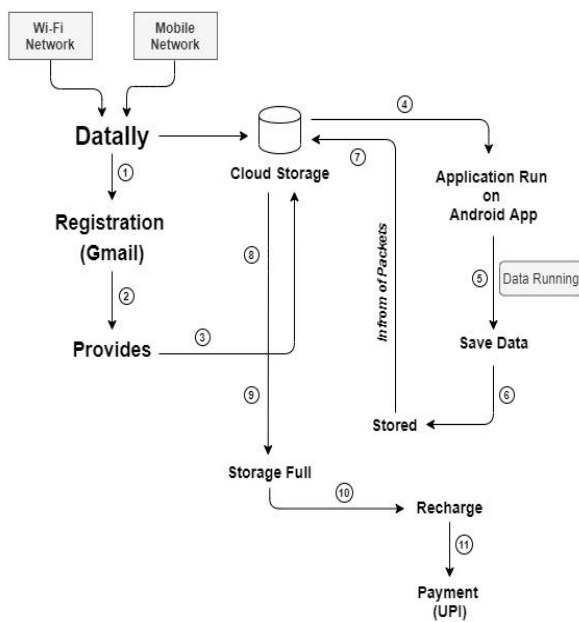 Wi-Fi
Network
Mobile
Network
Datally
Cloud Storage
4
7
1
Application Run
on
Android App
Registration
(Gmail)
8
Infrom of Packets
5
Data Running
2
Provides
3
Save Data
9
6
Stored
Storage Full
10
Recharge
11
Payment
(UPI)